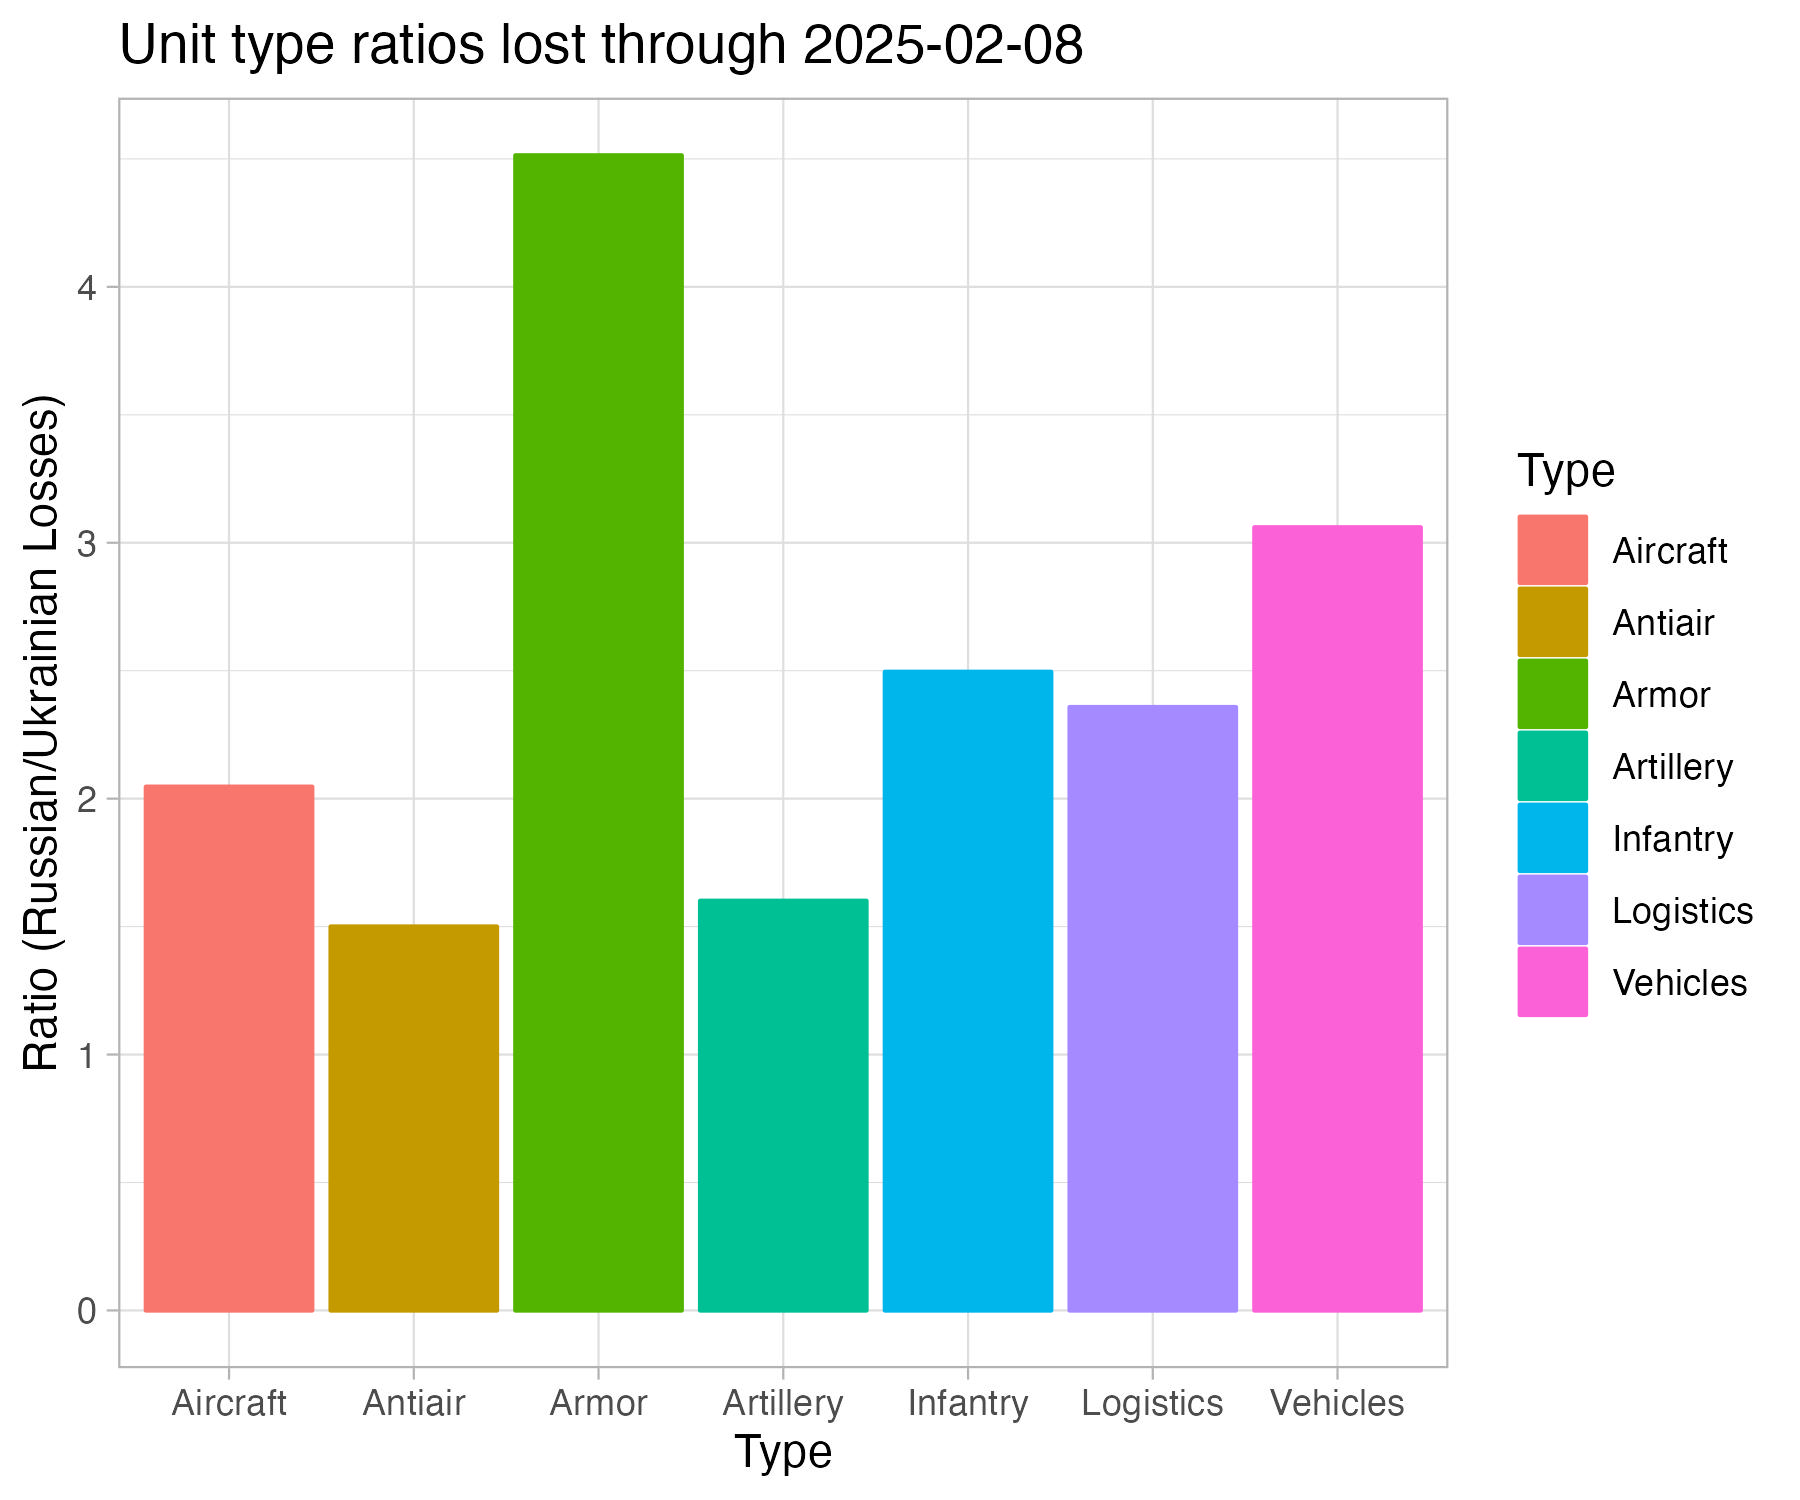 Unit type ratios lost through 2025-02-08
Ratio (Russian/Ukrainian Losses)
4
3
2
1
0
Aircraft
Antiair
Armor
Artillery
Infantry
Logistics
Vehicles
Type
Type
Aircraft
Antiair
Armor
Artillery
Infantry
Logistics
Vehicles